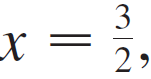 x = 3/2,